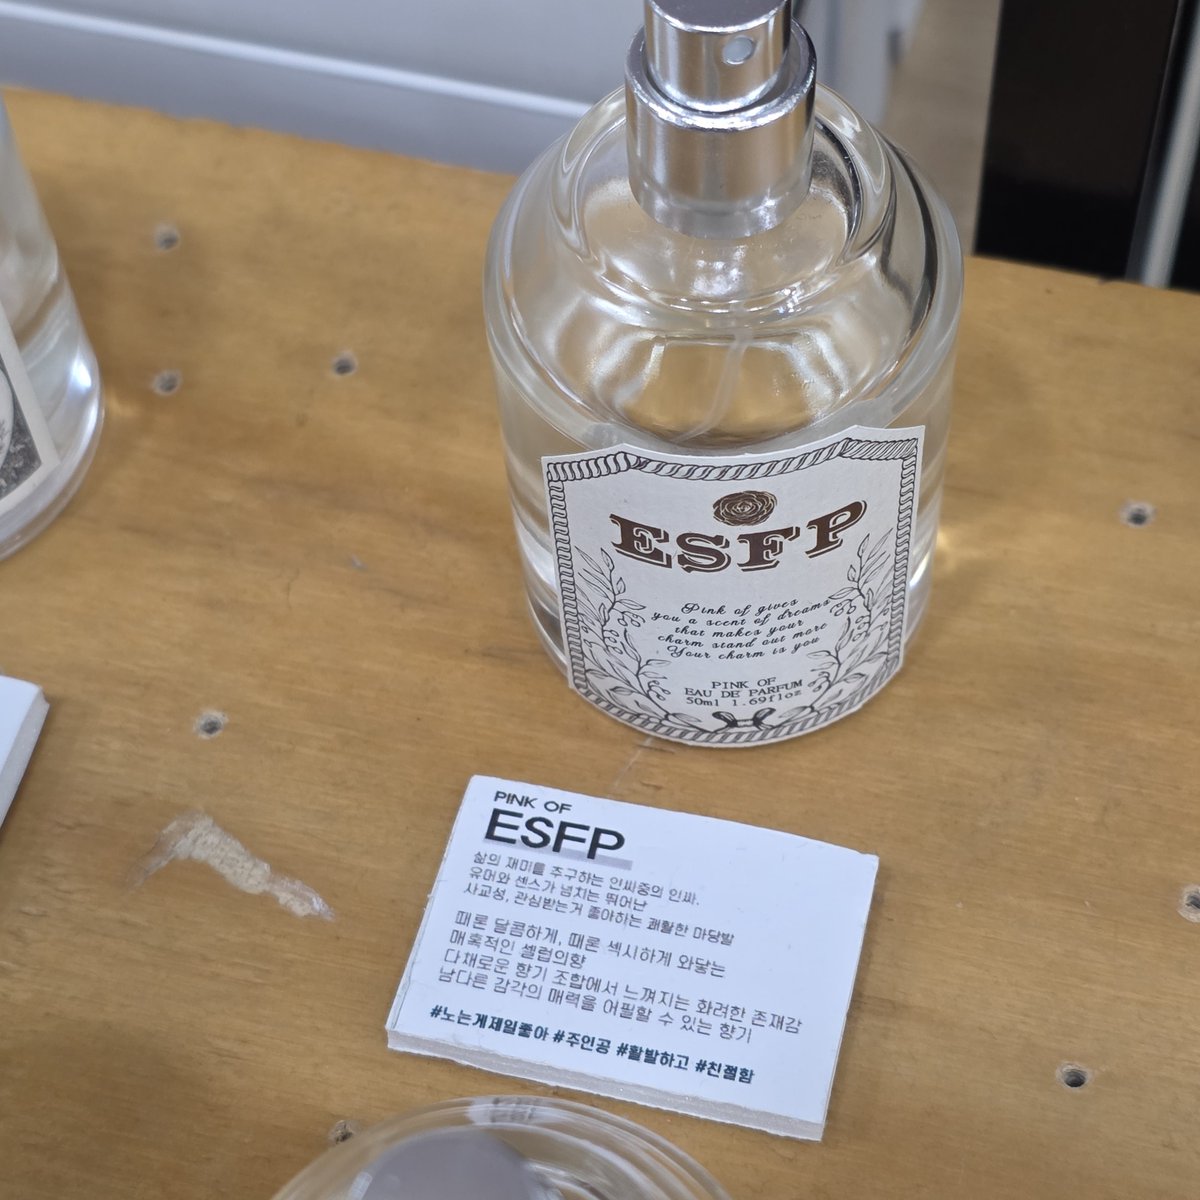 ESFP
Pink of gives
you a scent of dreams
that makes your
charm stand out more
Your charm is you
PINK OF
EAU DE PARFUM
50ml 1.69floz
PINK OF
ESFP
삶의 재미를 추구하는 인싸중의 인싸.
유머와 센스가 넘치는 뛰어난
사교성, 관심받는거 좋아하는 쾌활한 마당발
때론 달콤하게, 때론 섹시하게 와닿는
매혹적인 셀럽의향
다채로운 향기 조합에서 느껴지는 화려한 존재감
남다른 감각의 매력을 어필할 수 있는 향기
#노는게제일좋아 #주인공 #활발하고 #친절함